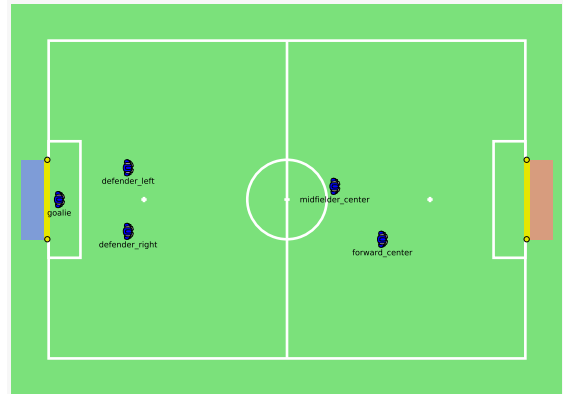 defender_left
midfielder_center
goalie
defender_right
forward_center